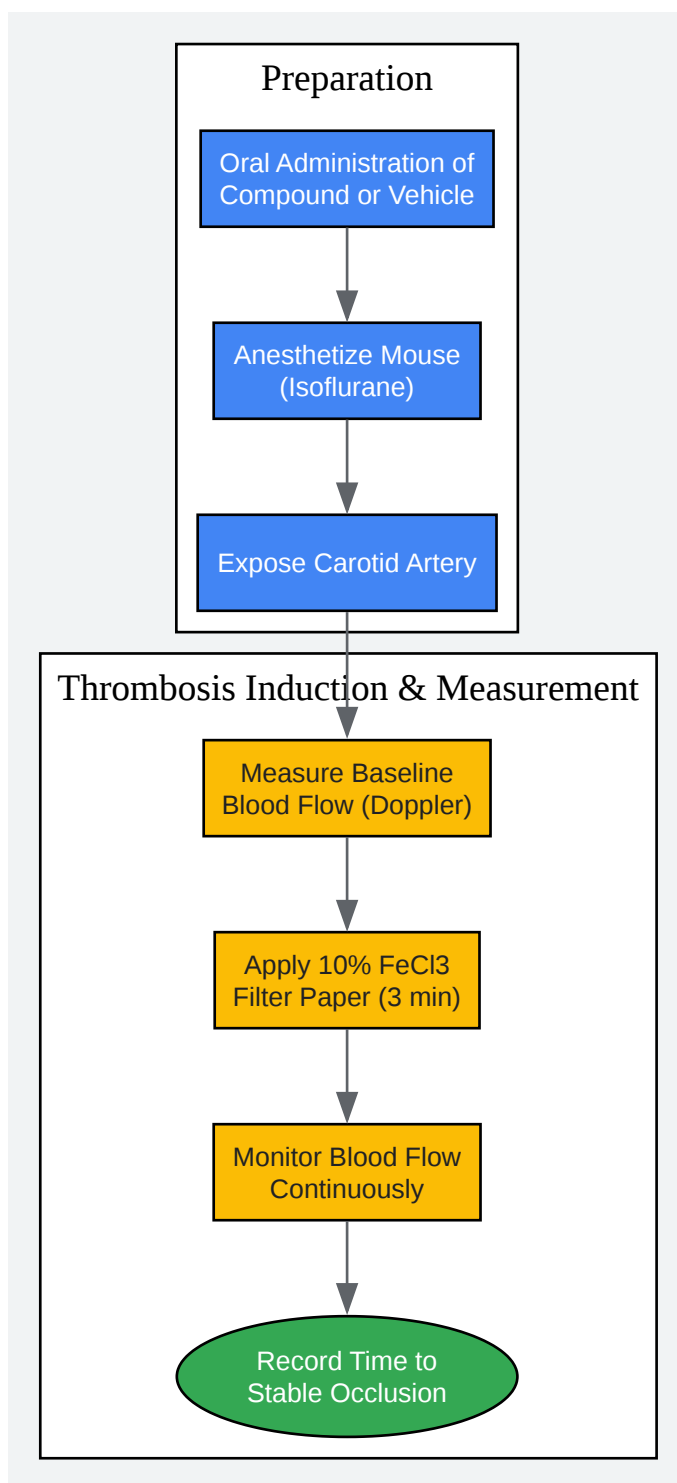 Preparation
Oral Administration of
Compound or Vehicle
Anesthetize Mouse
(Isoflurane)
Expose Carotid Artery
Thrombosis Induction & Measurement
Measure Baseline
Blood Flow (Doppler)
Apply 10% FeCl3
Filter Paper (3 min)
Monitor Blood Flow
Continuously
Record Time to
Stable Occlusion